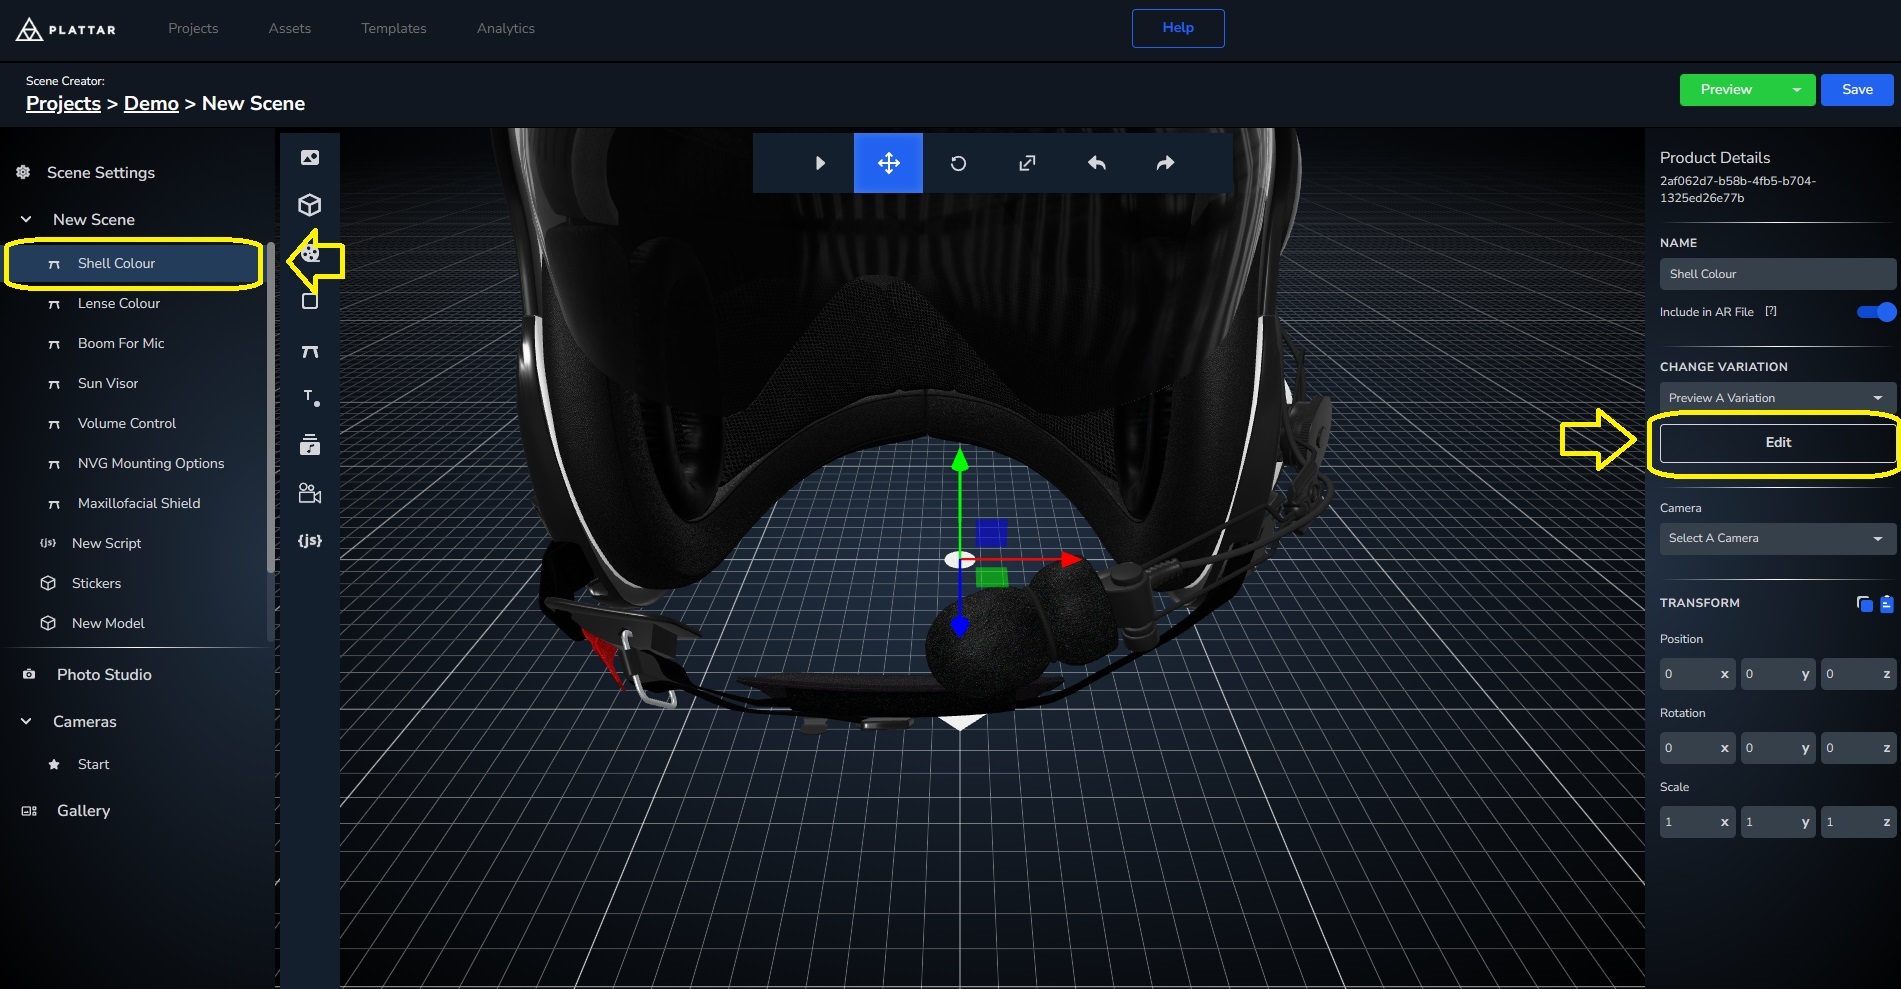 PLATTAR
Projects
Assets
Templates
Analytics
Help
Scene Creator:
Projects > Demo > New Scene
Preview
Save
Scene Settings
New Scene
Shell Colour
Lense Colour
Boom For Mic
Sun Visor
Volume Control
NVG Mounting Options
Maxillofacial Shield
{js} New Script
Stickers
New Model
Photo Studio
Cameras
Start
Gallery
T
{js}
Product Details
2af062d7-b58b-4fb5-b704-
1325ed26e77b
NAME
Shell Colour
Include in AR File [?]
CHANGE VARIATION
Preview A Variation
Edit
Camera
Select A Camera
TRANSFORM
Position
0 x 0 y 0 z
Rotation
0 x 0 y 0 z
Scale
1 x 1 y 1 z